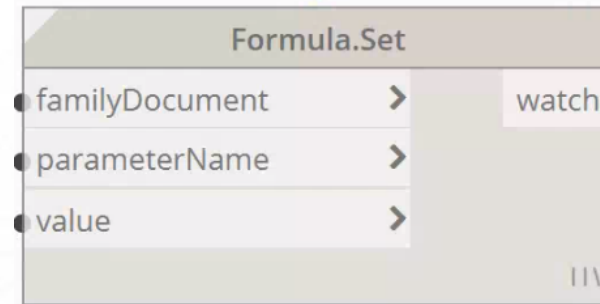 Formula.Set
familyDocument >
watch
parameterName >
value >